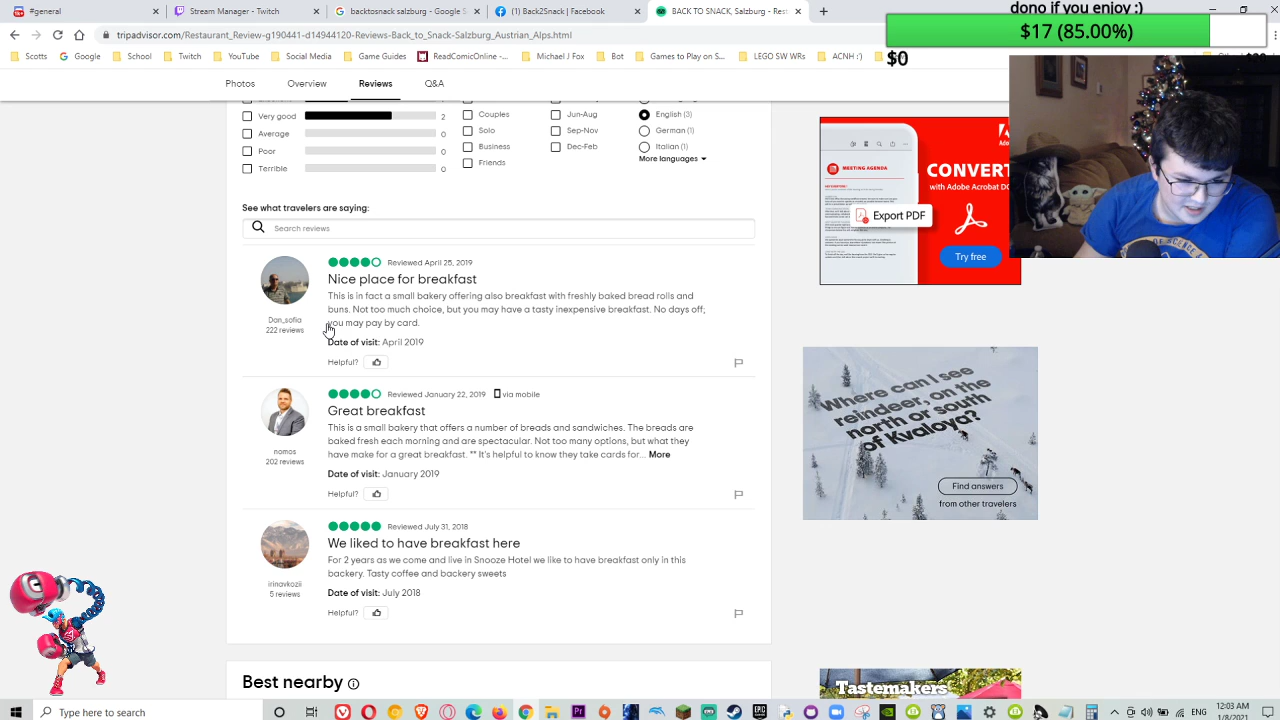 dono if you enjoy :)
$17 (85.00%)
$0
Moderation View
Back to Snack, Salzburg, Austria
Google S
Back2Snack | Facebook
BACK TO SNACK, Salzburg
tripadvisor.com/Restaurant_Review-g190441-d14944120-
Snack-Salzburg_Austrian_Alps.html
Scotts Google School Twitch YouTube Social Media Game Guides ReadComicOnline -... Michael J Fox Bot Games to Play on S... LEGO SW WRs ACNH :')
Photos Overview Reviews Q&A
Very good 2
Average 0
Poor 0
Terrible 0
Couples
Solo
Business
Friends
Jun-Aug
Sep-Nov
Dec-Feb
English (3)
German (1)
Italian (1)
More languages
See what travelers are saying:
Search reviews
Dan_sofia
222 reviews
Reviewed April 25, 2019
Nice place for breakfast
This is in fact a small bakery offering also breakfast with freshly baked bread rolls and
buns. Not too much choice, but you may have a tasty inexpensive breakfast. No days off;
you may pay by card.
Date of visit: April 2019
Helpful?
nomos
202 reviews
Reviewed January 22, 2019 via mobile
Great breakfast
This is a small bakery that offers a number of breads and sandwiches. The breads are
baked fresh each morning and are spectacular. Not too many options, but what they
have make for a great breakfast. ** It's helpful to know they take cards for... More
Date of visit: January 2019
Helpful?
irinavkozii
5 reviews
Reviewed July 31, 2018
We liked to have breakfast here
For 2 years as we come and live in Snooze Hotel we like to have breakfast only in this
backery. Tasty coffee and backery sweets
Date of visit: July 2018
Helpful?
Best nearby
MEETING AGENDA
CONVERT
with Adobe Acrobat DC
Export PDF
Try free
Where can I see
reindeer, on the
north or south
of Kvaloya?
Find answers
from other travelers
Tastemakers
Type here to search
12:03 AM
1/8/2021